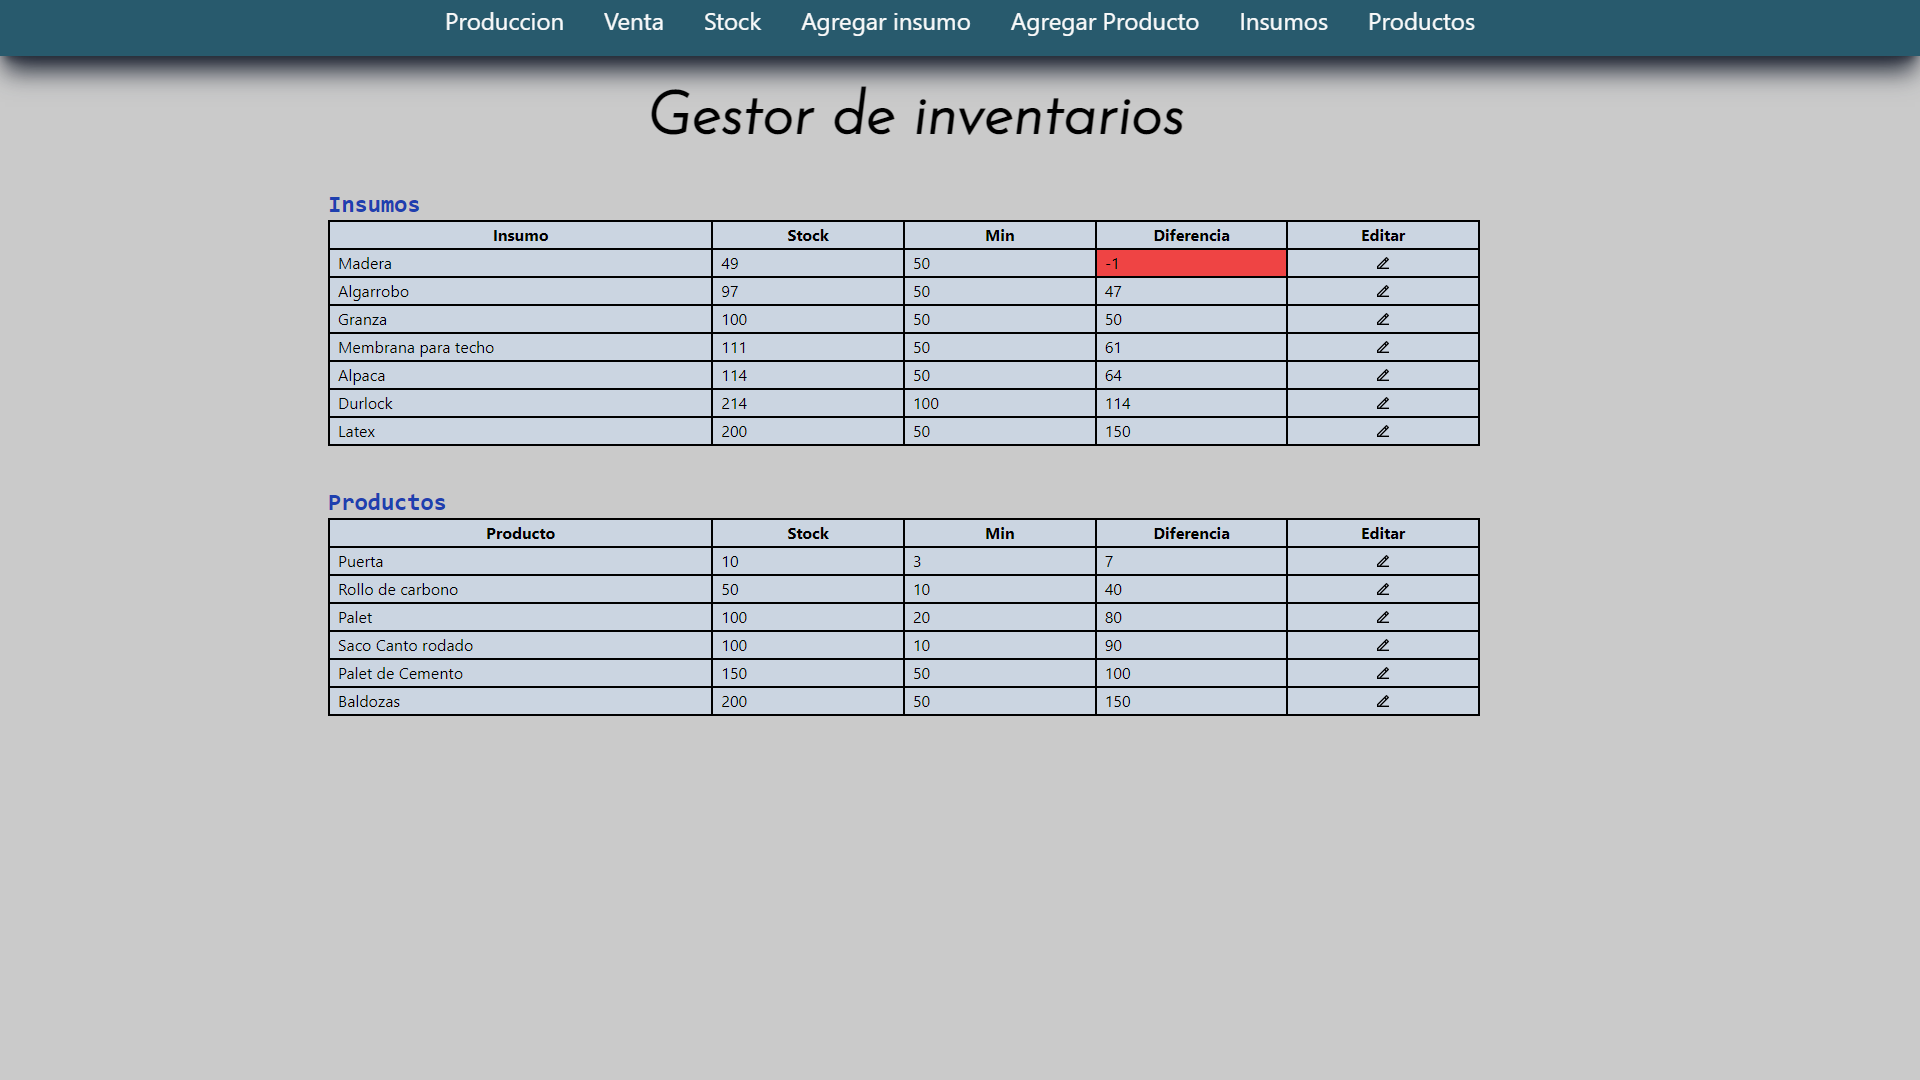 Produccion Venta Stock Agregar insumo Agregar Producto Insumos Productos
Gestor de inventarios
Insumos
Insumo Stock Min Diferencia Editar
Madera 49 50 -1
Algarrobo 97 50 47
Granza 100 50 50
Membrana para techo 111 50 61
Alpaca 114 50 64
Durlock 214 100 114
Latex 200 50 150
Productos
Producto Stock Min Diferencia Editar
Puerta 10 3 7
Rollo de carbono 50 10 40
Palet 100 20 80
Saco Canto rodado 100 10 90
Palet de Cemento 150 50 100
Baldozas 200 50 150